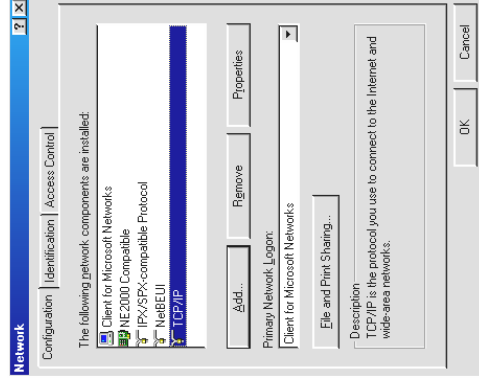 Network
Configuration Identification Access Control
The following network components are installed:
Client for Microsoft Networks
NE2000 Compatible
IPX/SPX-compatible Protocol
NetBEUI
TCP/IP
Add... Remove Properties
Primary Network Logon:
Client for Microsoft Networks
File and Print Sharing...
Description
TCP/IP is the protocol you use to connect to the Internet and
wide-area networks.
OK Cancel